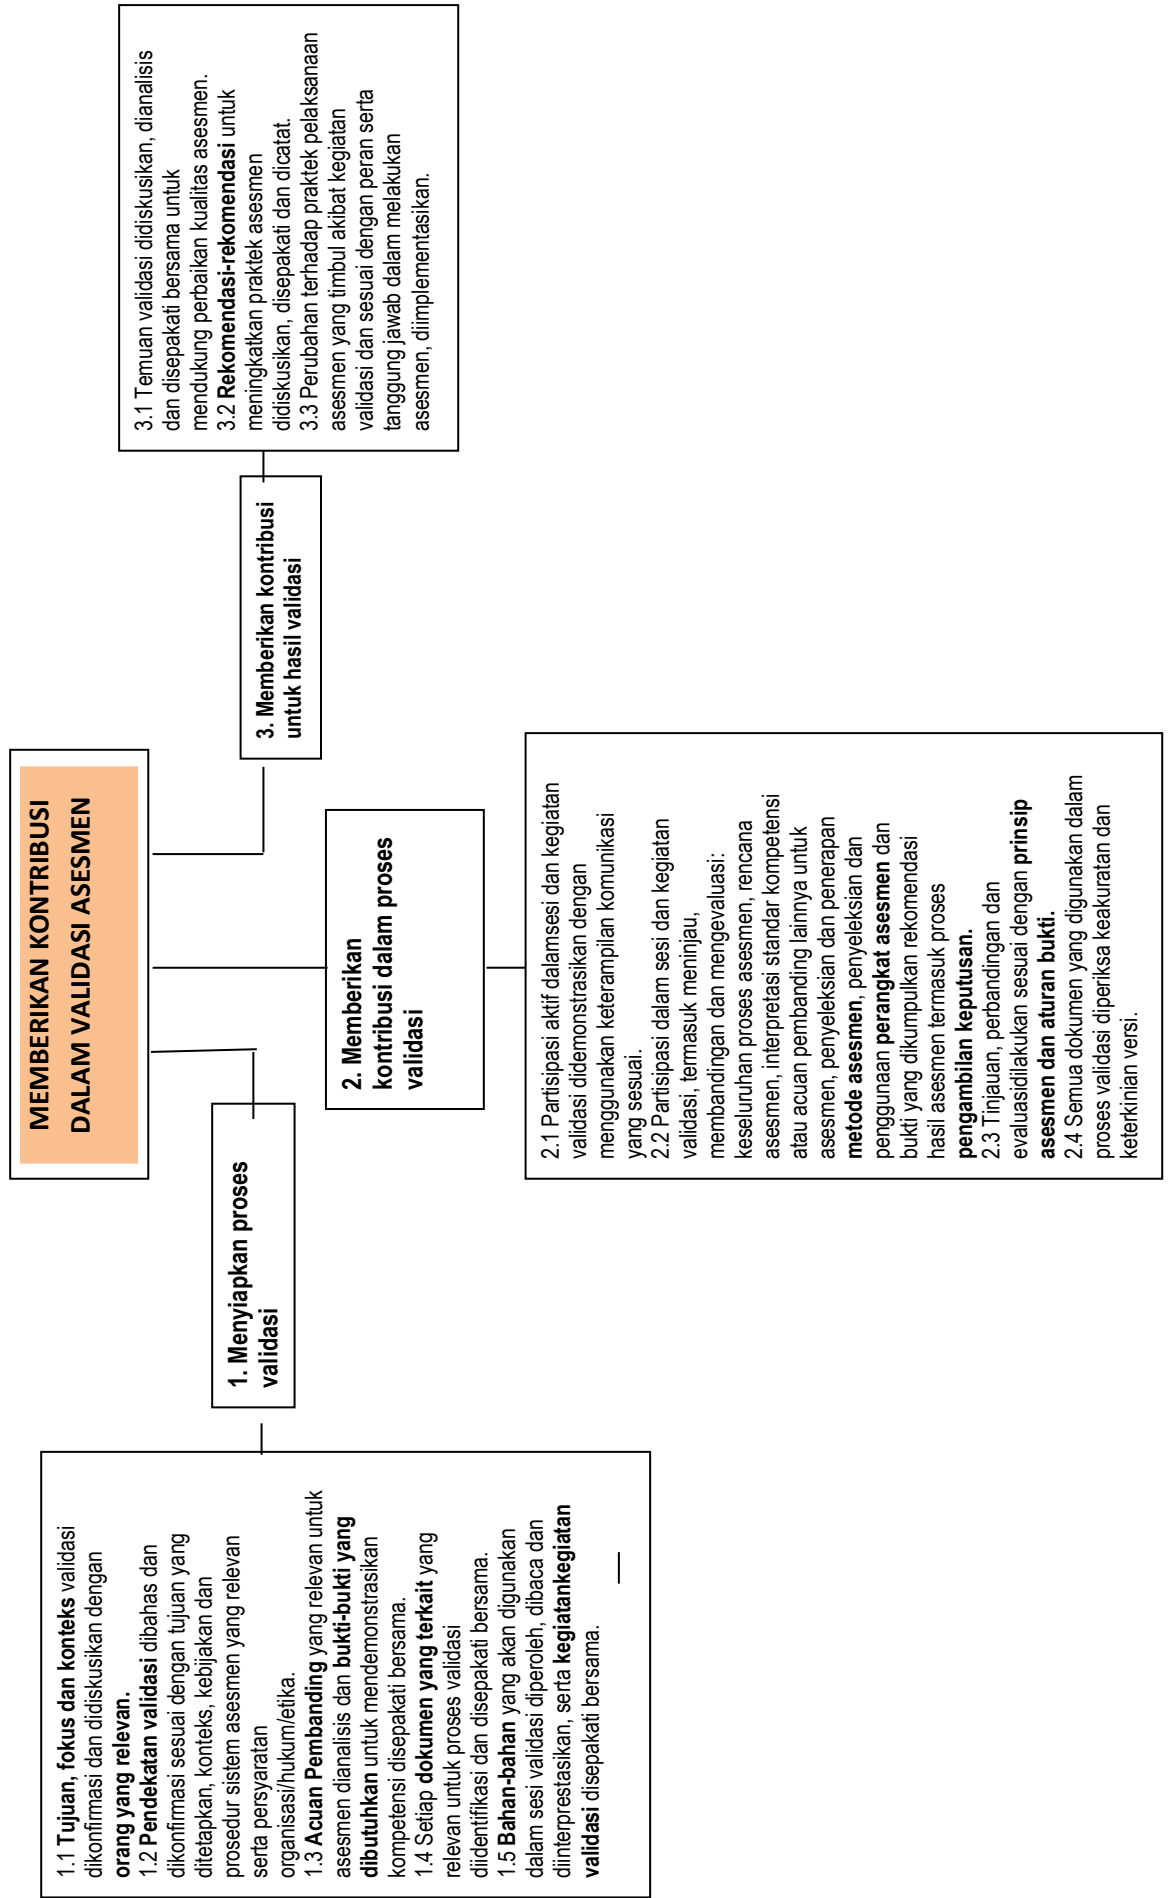 MEMBERIKAN KONTRIBUSI
DALAM VALIDASI ASESMEN
1. Menyiapkan proses
validasi
1.1 Tujuan, fokus dan konteks validasi
dikonfirmasi dan didiskusikan dengan
orang yang relevan.
1.2 Pendekatan validasi dibahas dan
dikonfirmasi sesuai dengan tujuan yang
ditetapkan, konteks, kebijakan dan
prosedur sistem asesmen yang relevan
serta persyaratan
organisasi/hukum/etika.
1.3 Acuan Pembanding yang relevan untuk
asesmen dianalisis dan bukti-bukti yang
dibutuhkan untuk mendemonstrasikan
kompetensi disepakati bersama.
1.4 Setiap dokumen yang terkait yang
relevan untuk proses validasi
diidentifikasi dan disepakati bersama.
1.5 Bahan-bahan yang akan digunakan
dalam sesi validasi diperoleh, dibaca dan
diinterprestasikan, serta kegiatankegiatan
validasi disepakati bersama.
2. Memberikan
kontribusi dalam proses
validasi
2.1 Partisipasi aktif dalamsesi dan kegiatan
validasi didemonstrasikan dengan
menggunakan keterampilan komunikasi
yang sesuai.
2.2 Partisipasi dalam sesi dan kegiatan
validasi, termasuk meninjau,
membandingan dan mengevaluasi:
keseluruhan proses asesmen, rencana
asesmen, interpretasi standar kompetensi
atau acuan pembanding lainnya untuk
asesmen, penyeleksian dan penerapan
metode asesmen, penyeleksian dan
penggunaan perangkat asesmen dan
bukti yang dikumpulkan rekomendasi
hasil asesmen termasuk proses
pengambilan keputusan.
2.3 Tinjauan, perbandingan dan
evaluasidilakukan sesuai dengan prinsip
asesmen dan aturan bukti.
2.4 Semua dokumen yang digunakan dalam
proses validasi diperiksa keakuratan dan
keterkinian versi.
3. Memberikan kontribusi
untuk hasil validasi
3.1 Temuan validasi didiskusikan, dianalisis
dan disepakati bersama untuk
mendukung perbaikan kualitas asesmen.
3.2 Rekomendasi-rekomendasi untuk
meningkatkan praktek asesmen
didiskusikan, disepakati dan dicatat.
3.3 Perubahan terhadap praktek pelaksanaan
asesmen yang timbul akibat kegiatan
validasi dan sesuai dengan peran serta
tanggung jawab dalam melakukan
asesmen, diimplementasikan.